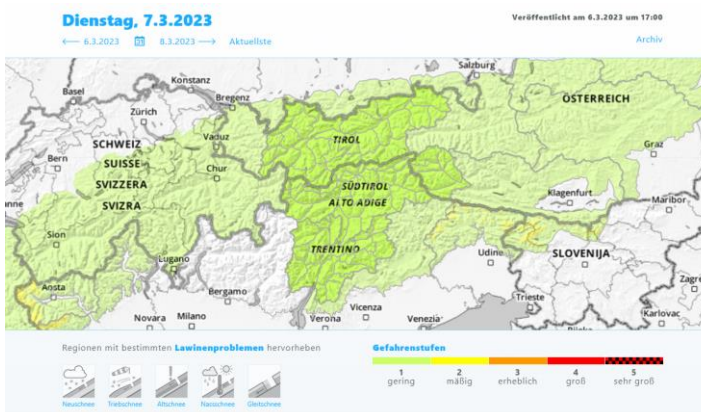 Dienstag, 7.3.2023
Veröffentlicht am 6.3.2023 um 17:00
⟵ 6.3.2023 31 8.3.2023 ⟶ Aktuellste
Archiv
Salzburg
Konstanz
Basel
Bregenz
Zürich
ÖSTERREICH
TIROL
Vaduz
SCHWEIZ
Graz
Bern
SUISSE
Chur
SVIZZERA
SÜDTIROL
Klagenfurt
SVIZRA
ALTO ADIGE
Maribor
Sion
TRENTINO
Udine
SLOVENIJA
Lugano
Aosta
Bergamo
Trieste
Novara
Milano
Verona
Vicenza
Venezia
Karlovac
Regionen mit bestimmten Lawinenproblemen hervorheben
Gefahrenstufen
1 2 3 4 5
gering mäßig erheblich groß sehr groß
Neuschnee Triebschnee Altschnee Nassschnee Gleitschnee